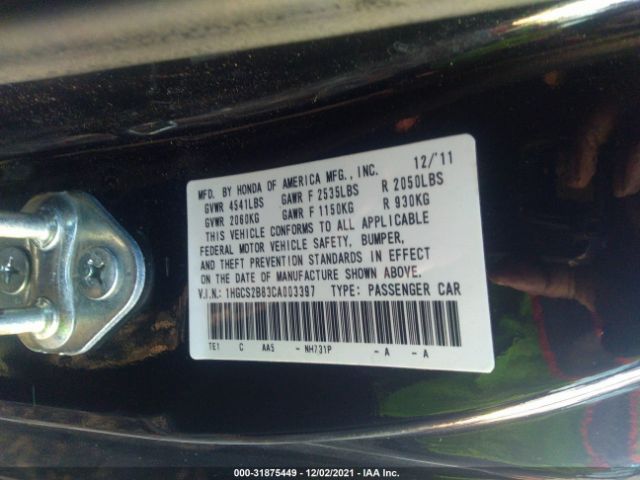 MFD. BY HONDA OF AMERICA MFG., INC. 12/'11
GVWR 4541LBS GAWR F 2535LBS R 2050LBS
GVWR 2060KG GAWR F 1150KG R 930KG
THIS VEHICLE CONFORMS TO ALL APPLICABLE
FEDERAL MOTOR VEHICLE SAFETY, BUMPER,
AND THEFT PREVENTION STANDARDS IN EFFECT
ON THE DATE OF MANUFACTURE SHOWN ABOVE.
V.I.N.: 1HGCS2B83CA003397 TYPE: PASSENGER CAR
TE1 C AA5 - NH731P - A - A
000-31875449 - 12/02/2021 - IAA Inc.